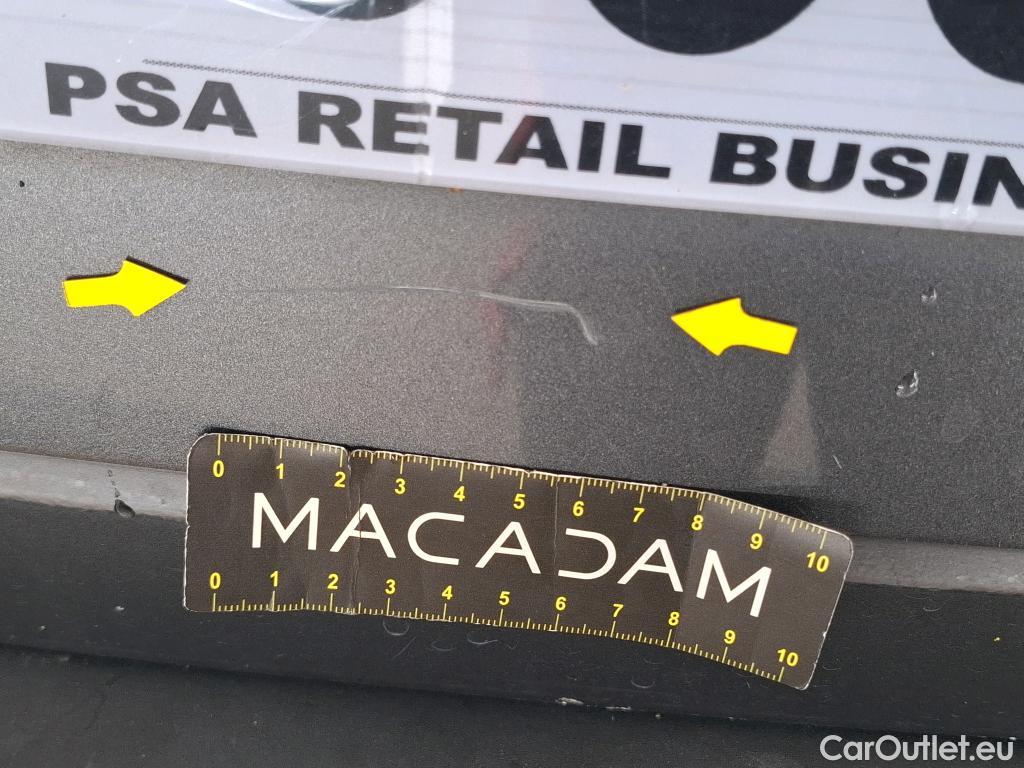 PSA RETAIL BUSIN
0 1 2 3 4 5 6 7 8 9 10
MACADAM
0 1 2 3 4 5 6 7 8 9 10
CarOutlet.eu